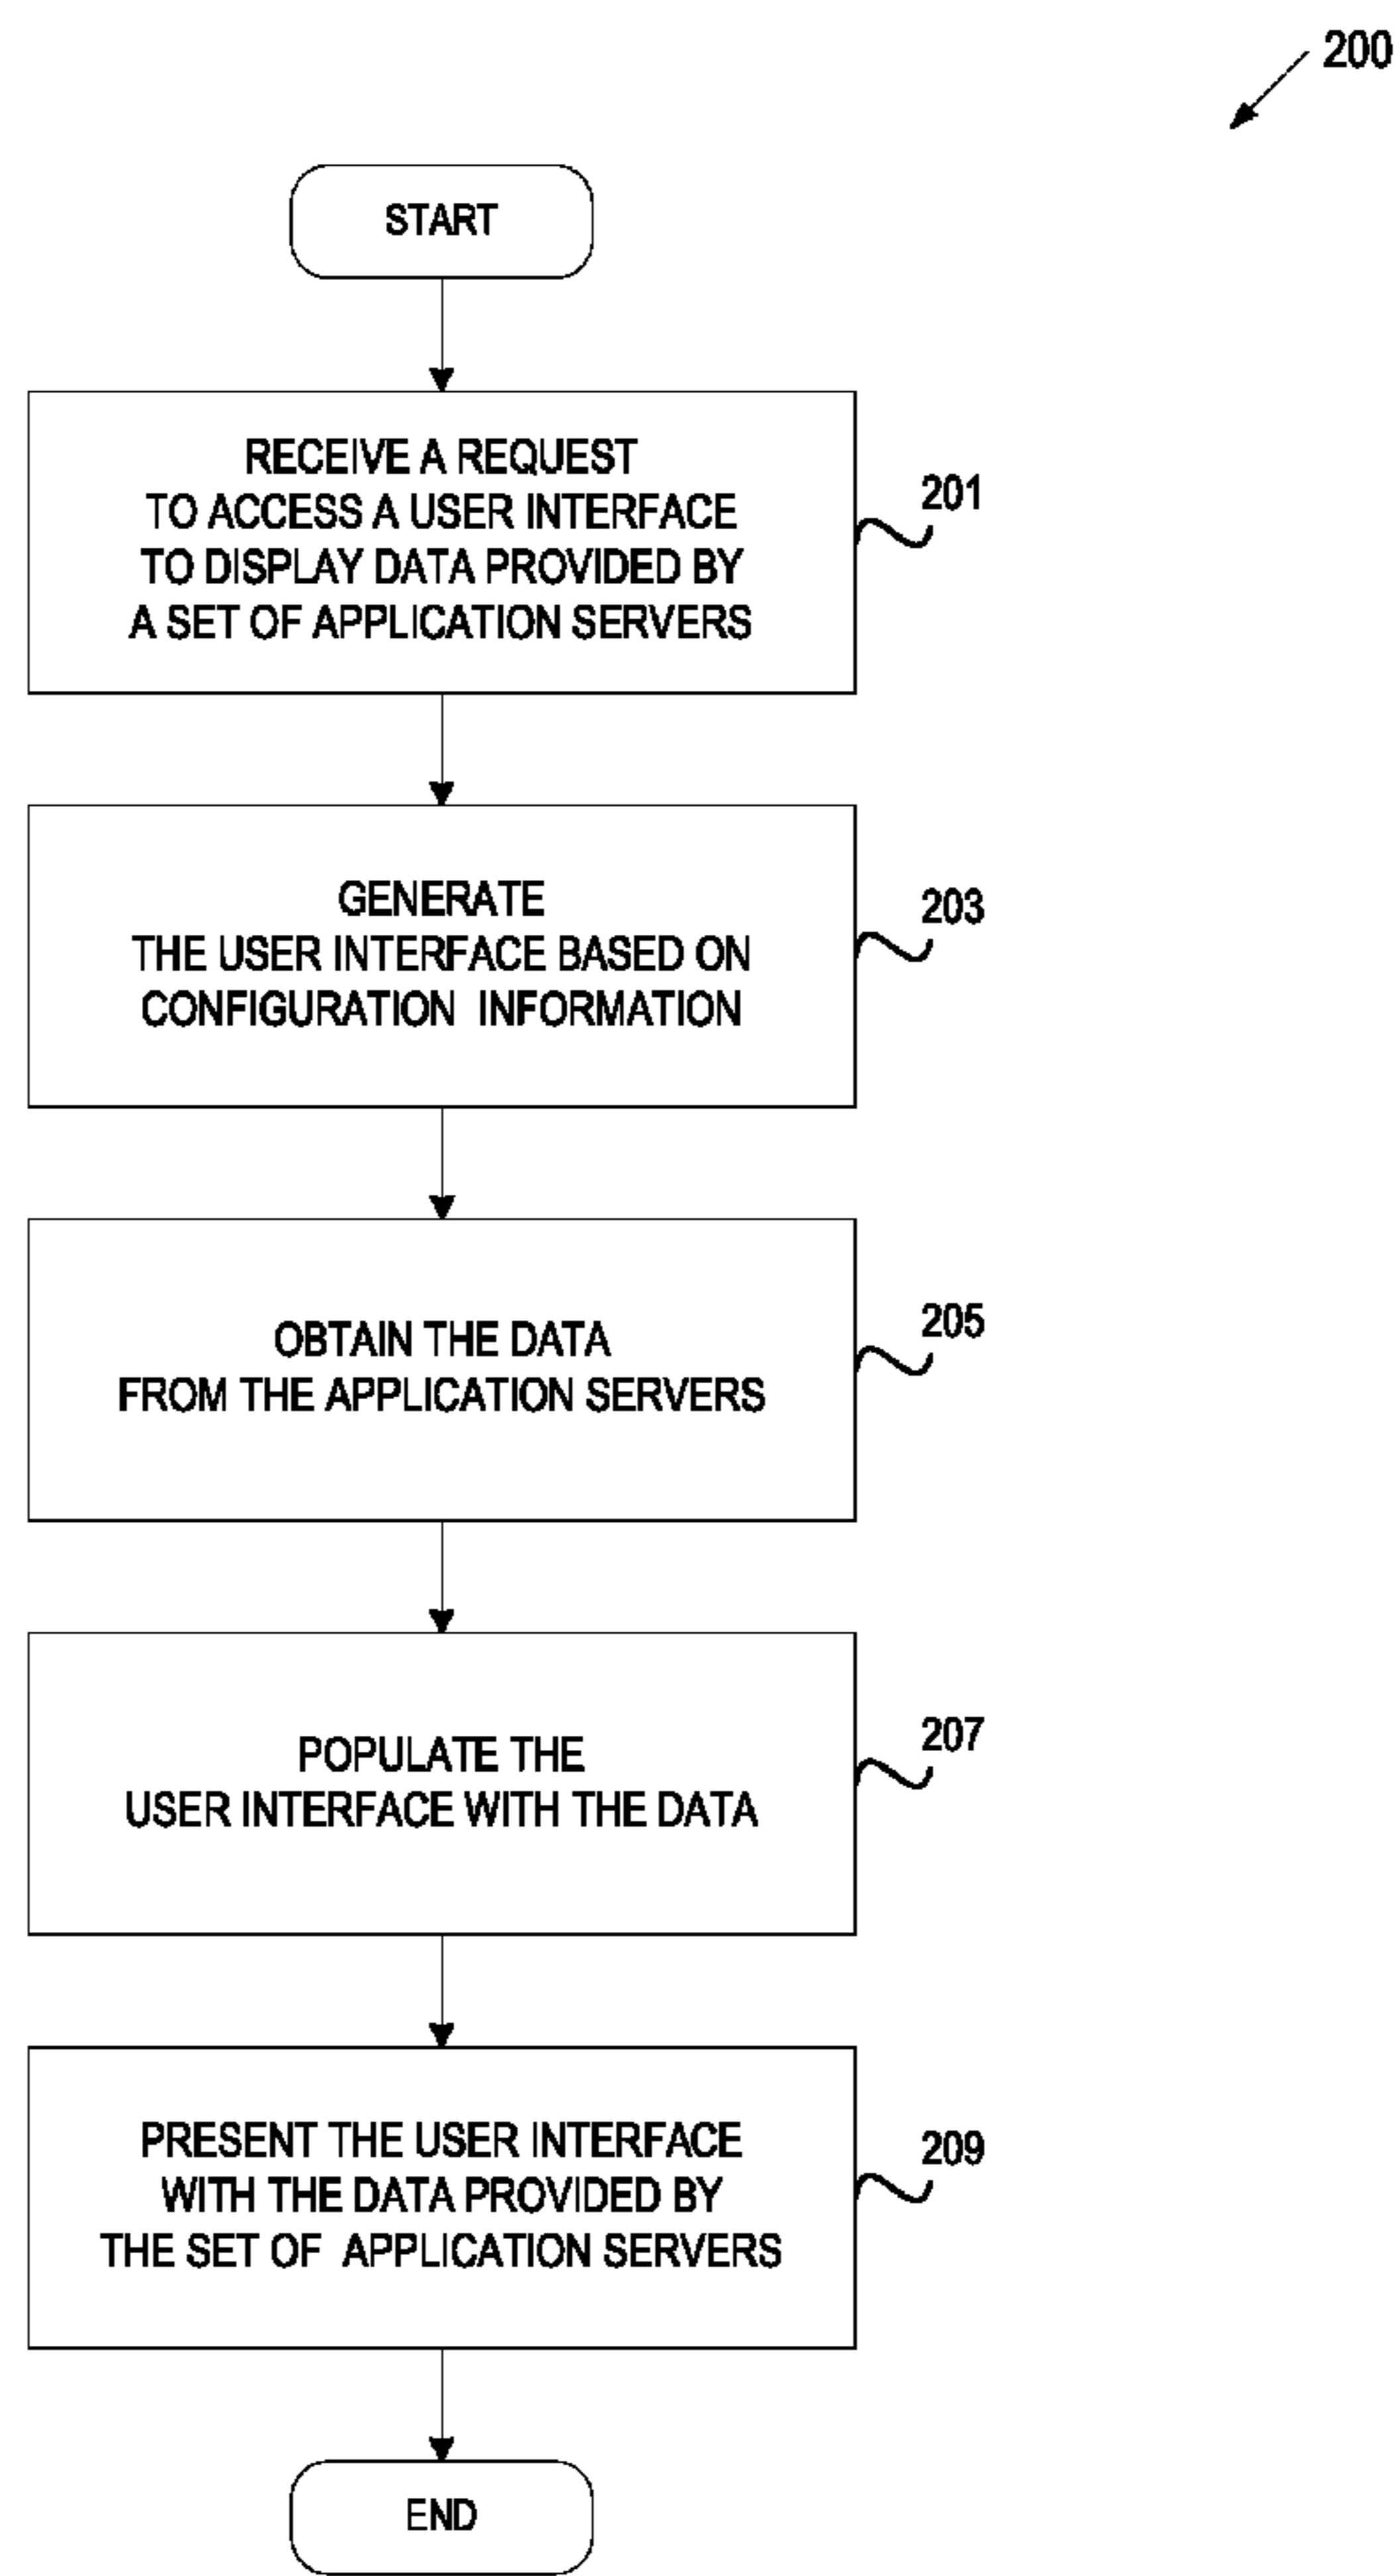 200
START
RECEIVE A REQUEST
TO ACCESS A USER INTERFACE
TO DISPLAY DATA PROVIDED BY
A SET OF APPLICATION SERVERS
201
GENERATE
THE USER INTERFACE BASED ON
CONFIGURATION INFORMATION
203
OBTAIN THE DATA
FROM THE APPLICATION SERVERS
205
POPULATE THE
USER INTERFACE WITH THE DATA
207
PRESENT THE USER INTERFACE
WITH THE DATA PROVIDED BY
THE SET OF APPLICATION SERVERS
209
END